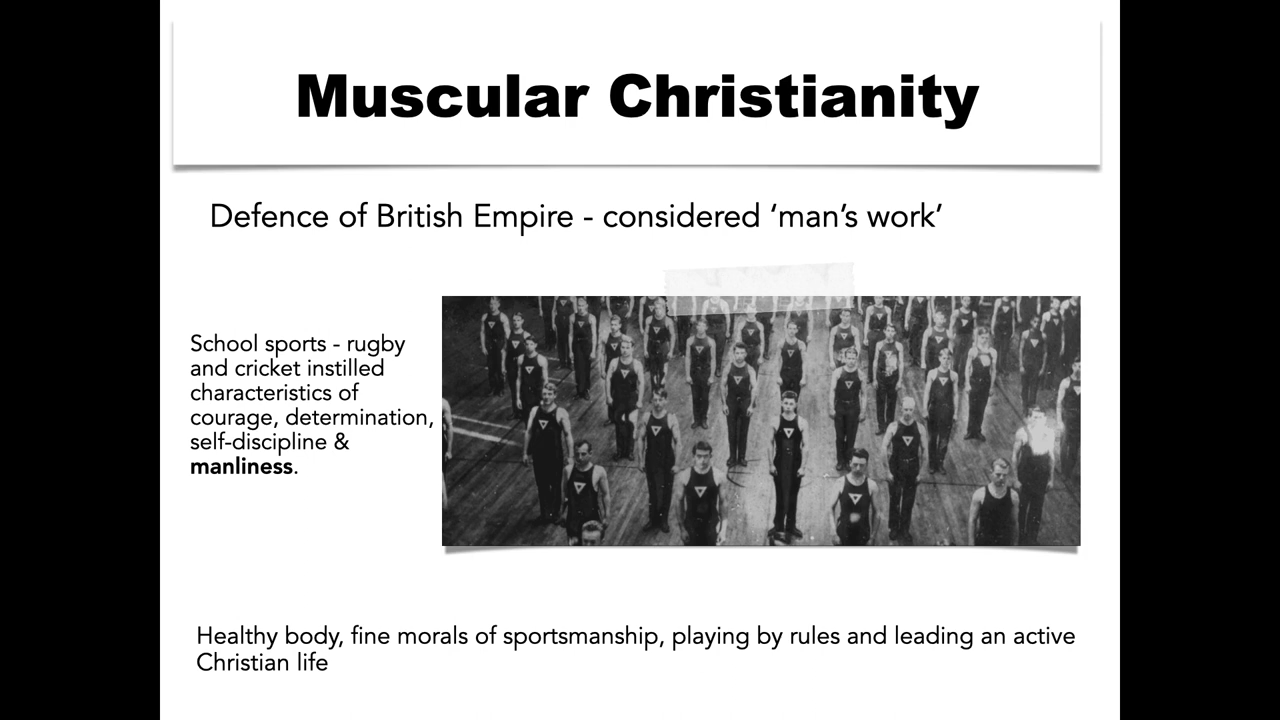 Muscular Christianity
Defence of British Empire - considered ‘man’s work’
School sports - rugby
and cricket instilled
characteristics of
courage, determination,
self-discipline &
manliness.
Healthy body, fine morals of sportsmanship, playing by rules and leading an active
Christian life